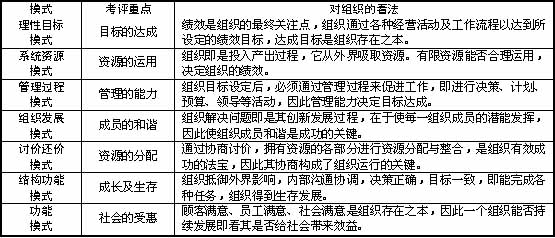 模式 考评重点 对组织的看法
理性目标 绩效是组织的最终关注点，组织通过各种经营活动及工作流程以达到所
模式 目标的达成 设定的绩效目标，达成目标是组织存在之本。
系统资源 组织即是投入产出过程，它从外界吸取资源。有限资源能否合理运用，
模式 资源的运用 决定组织的绩效。
管理过程 组织目标设定后，必须通过管理过程来促进工作，即进行决策、计划、
模式 管理的能力 预算、领导等活动，因此管理能力决定目标达成。
组织发展 组织解决问题即是其创新发展过程，在于使每一组织成员的潜能发挥，
模式 成员的和谐 因此使组织成员和谐是成功的关键。
讨价还价 通过协商讨价，拥有资源的各部分进行资源分配与整合，是组织有效成
模式 资源的分配 功的法宝，因此其协商构成了组织运行的关键。
结构功能 组织抵御外界影响，内部沟通协调，决策正确，目标一致，即能完成各
模式 成长及生存 种任务，组织得到生存发展。
功能 顾客满意、员工满意、社会满意是组织存在之本，因此一个组织能否持
模式 社会的受惠 续发展即看其是否给社会带来效益。